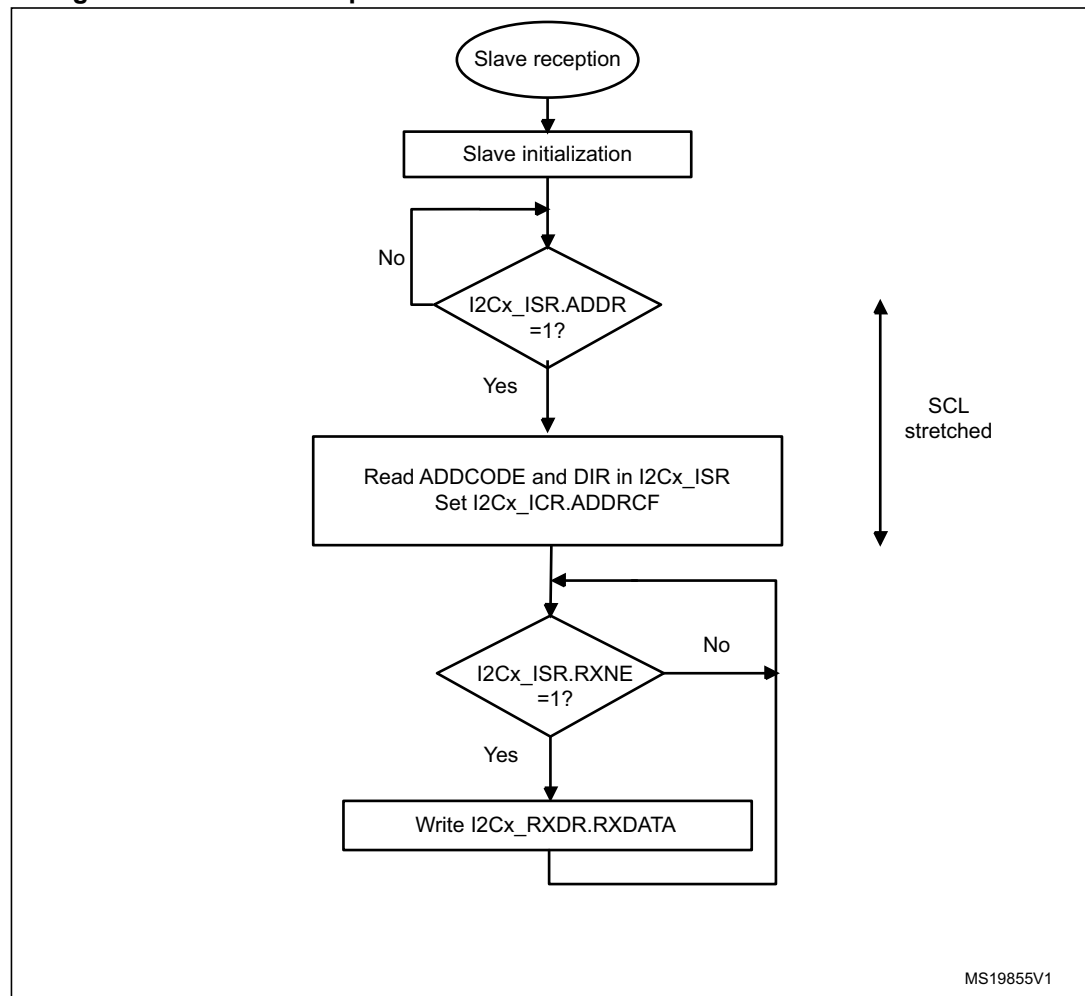 Slave reception
Slave initialization
No
I2Cx_ISR.ADDR
=1?
Yes
SCL
stretched
Read ADDCODE and DIR in I2Cx_ISR
Set I2Cx_ICR.ADDRCF
No
I2Cx_ISR.RXNE
=1?
Yes
Write I2Cx_RXDR.RXDATA
MS19855V1